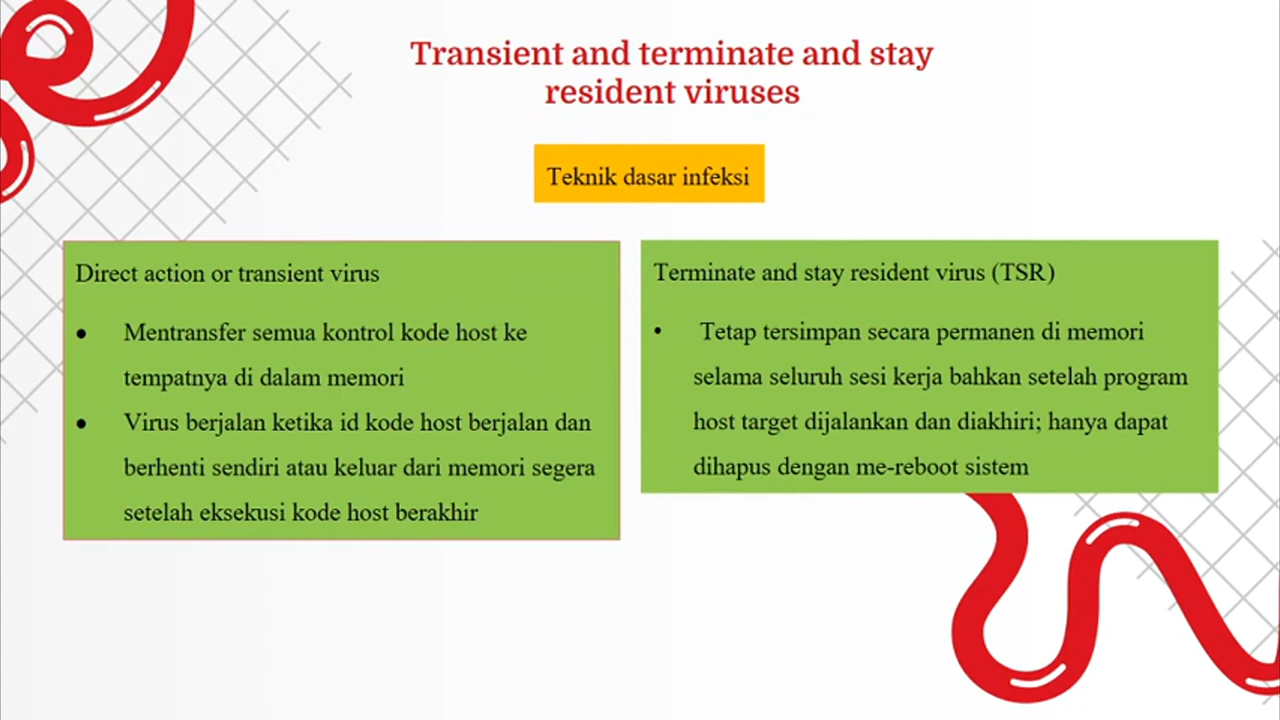 Transient and terminate and stay
resident viruses
Teknik dasar infeksi
Direct action or transient virus
• Mentransfer semua kontrol kode host ke
tempatnya di dalam memori
• Virus berjalan ketika id kode host berjalan dan
berhenti sendiri atau keluar dari memori segera
setelah eksekusi kode host berakhir
Terminate and stay resident virus (TSR)
• Tetap tersimpan secara permanen di memori
selama seluruh sesi kerja bahkan setelah program
host target dijalankan dan diakhiri; hanya dapat
dihapus dengan me-reboot sistem